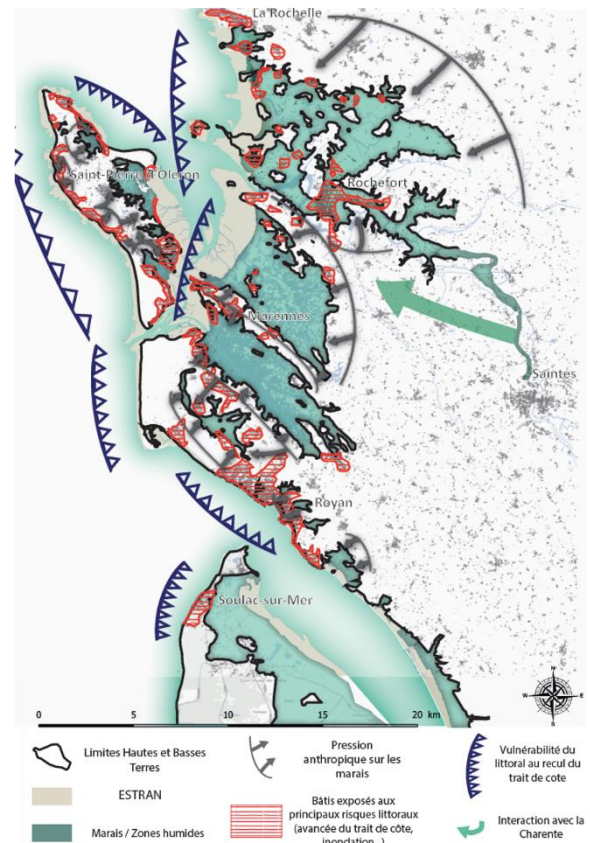 La Rochelle
Saint-Pierre d'Oleron
Rochefort
Marennes
Saintes
Royan
Soulac-sur-Mer
N
W
E
S
0
5
10
15
20 km
Limites Hautes et Basses
Terres
ESTRAN
Marais / Zones humides
Pression
anthropique sur les
marais
Bâtis exposés aux
principaux risques littoraux
(avancée du trait de côte,
inondation...)
Vulnérabilité du
littoral au recul du
trait de cote
Interaction avec la
Charente